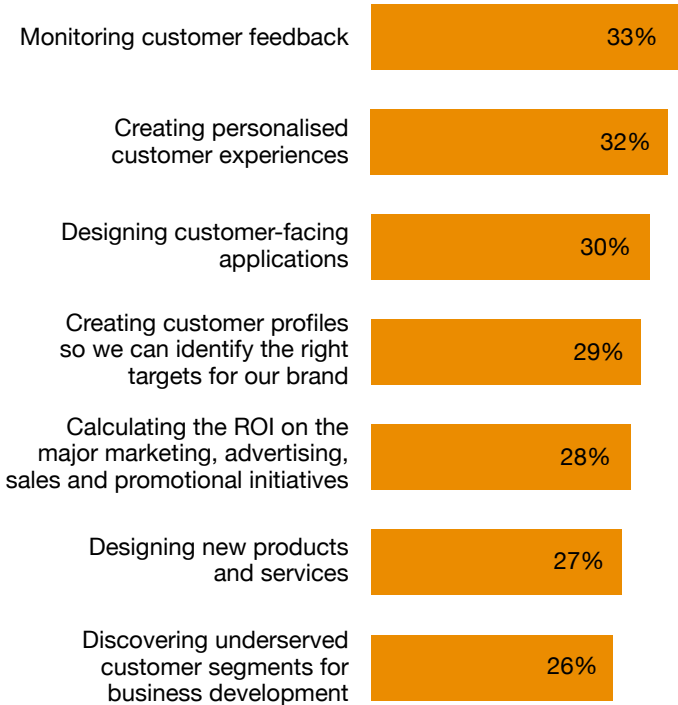 Monitoring customer feedback
33%
Creating personalised
customer experiences
32%
Designing customer-facing
applications
30%
Creating customer profiles
so we can identify the right
targets for our brand
29%
Calculating the ROI on the
major marketing, advertising,
sales and promotional initiatives
28%
Designing new products
and services
27%
Discovering underserved
customer segments for
business development
26%